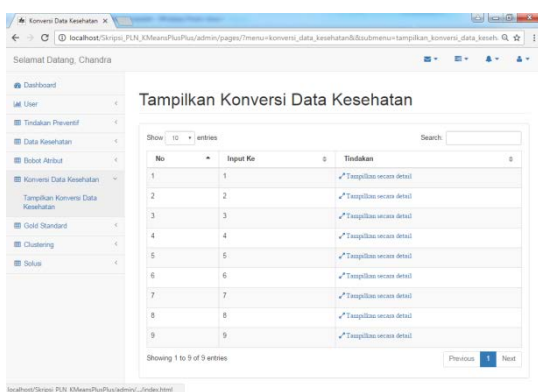 Konversi Data Kesehatan
localhost/Skripsi_PLN_KMeansPlusPlus/admin/pages/?menu=konversi_data_kesehatan&submenu=tampilkan_konversi_data_keseh
Selamat Datang, Chandra
Dashboard
User
Tindakan Preventif
Data Kesehatan
Bobot Atribut
Konversi Data Kesehatan
Tampilkan Konversi Data
Kesehatan
Gold Standard
Clustering
Solusi
Tampilkan Konversi Data Kesehatan
Show 10 entries
Search:
No Input Ke Tindakan
1 1 Tampilkan secara detail
2 2 Tampilkan secara detail
3 3 Tampilkan secara detail
4 4 Tampilkan secara detail
5 5 Tampilkan secara detail
6 6 Tampilkan secara detail
7 7 Tampilkan secara detail
8 8 Tampilkan secara detail
9 9 Tampilkan secara detail
Showing 1 to 9 of 9 entries
Previous 1 Next
localhost/Skripsi_PLN_KMeansPlusPlus/admin/.../index.html